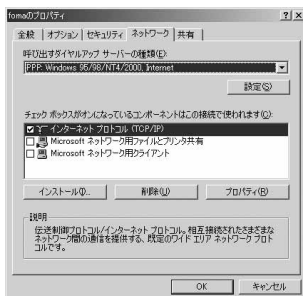 fomaのプロパティ
全般 オプション セキュリティ ネットワーク 共有
呼び出すダイヤルアップ サーバーの種類(E):
PPP: Windows 95/98/NT4/2000, Internet
設定(S)
チェック ボックスがオンになっているコンポーネントはこの接続で使われます(O):
インターネット プロトコル (TCP/IP)
Microsoft ネットワーク用ファイルとプリンタ共有
Microsoft ネットワーク用クライアント
インストール(I)... 削除(U) プロパティ(R)
説明
伝送制御プロトコル/インターネット プロトコル。相互接続されたさまざまな
ネットワーク間の通信を提供する、既定のワイド エリア ネットワーク プロト
コルです。
OK キャンセル